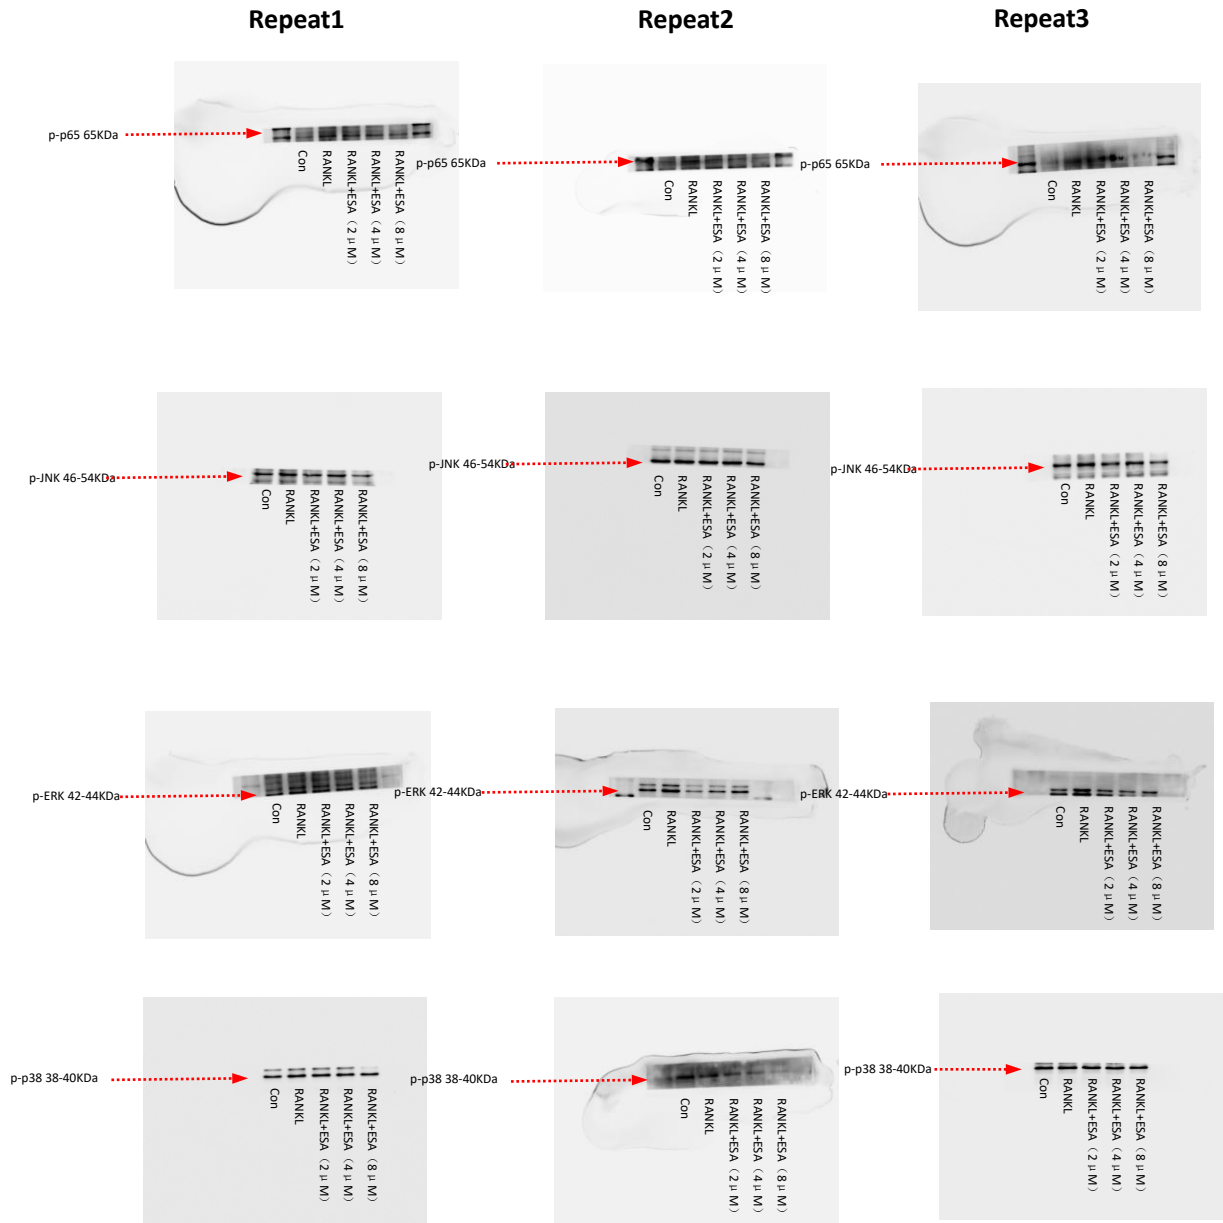 Repeat1
Repeat2
Repeat3
p-p65 65KDa
Con
RANKL
RANKL+ESA（2 μ M）
RANKL+ESA（4 μ M）
RANKL+ESA（8 μ M）
p-p65 65KDa
Con
RANKL
RANKL+ESA（2 μ M）
RANKL+ESA（4 μ M）
RANKL+ESA（8 μ M）
p-p65 65KDa
Con
RANKL
RANKL+ESA（2 μ M）
RANKL+ESA（4 μ M）
RANKL+ESA（8 μ M）
p-JNK 46-54KDa
Con
RANKL
RANKL+ESA（2 μ M）
RANKL+ESA（4 μ M）
RANKL+ESA（8 μ M）
p-JNK 46-54KDa
Con
RANKL
RANKL+ESA（2 μ M）
RANKL+ESA（4 μ M）
RANKL+ESA（8 μ M）
p-JNK 46-54KDa
Con
RANKL
RANKL+ESA（2 μ M）
RANKL+ESA（4 μ M）
RANKL+ESA（8 μ M）
p-ERK 42-44KDa
Con
RANKL
RANKL+ESA（2 μ M）
RANKL+ESA（4 μ M）
RANKL+ESA（8 μ M）
p-ERK 42-44KDa
Con
RANKL
RANKL+ESA（2 μ M）
RANKL+ESA（4 μ M）
RANKL+ESA（8 μ M）
p-ERK 42-44KDa
Con
RANKL
RANKL+ESA（2 μ M）
RANKL+ESA（4 μ M）
RANKL+ESA（8 μ M）
p-p38 38-40KDa
Con
RANKL
RANKL+ESA（2 μ M）
RANKL+ESA（4 μ M）
RANKL+ESA（8 μ M）
p-p38 38-40KDa
Con
RANKL
RANKL+ESA（2 μ M）
RANKL+ESA（4 μ M）
RANKL+ESA（8 μ M）
p-p38 38-40KDa
Con
RANKL
RANKL+ESA（2 μ M）
RANKL+ESA（4 μ M）
RANKL+ESA（8 μ M）